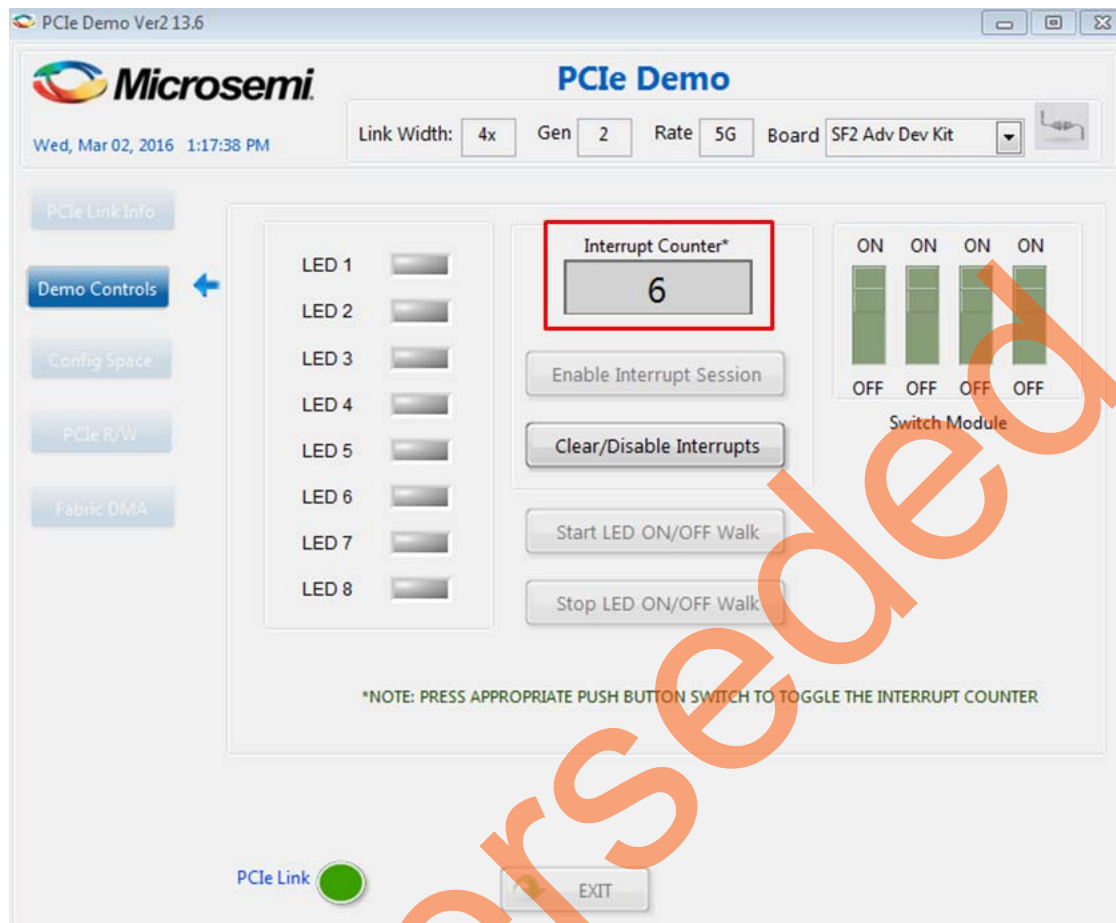 PCIe Demo Ver2 13.6
Microsemi.
PCIe Demo
Wed, Mar 02, 2016 1:17:38 PM
Link Width: 4x Gen 2 Rate 5G Board SF2 Adv Dev Kit
PCIe Link Info
Demo Controls
Config Space
PCIe R/W
Fabric DMA
LED 1
LED 2
LED 3
LED 4
LED 5
LED 6
LED 7
LED 8
Interrupt Counter*
6
Enable Interrupt Session
Clear/Disable Interrupts
Start LED ON/OFF Walk
Stop LED ON/OFF Walk
ON ON ON ON
OFF OFF OFF OFF
Switch Module
*NOTE: PRESS APPROPRIATE PUSH BUTTON SWITCH TO TOGGLE THE INTERRUPT COUNTER
PCIe Link
EXIT
erseded